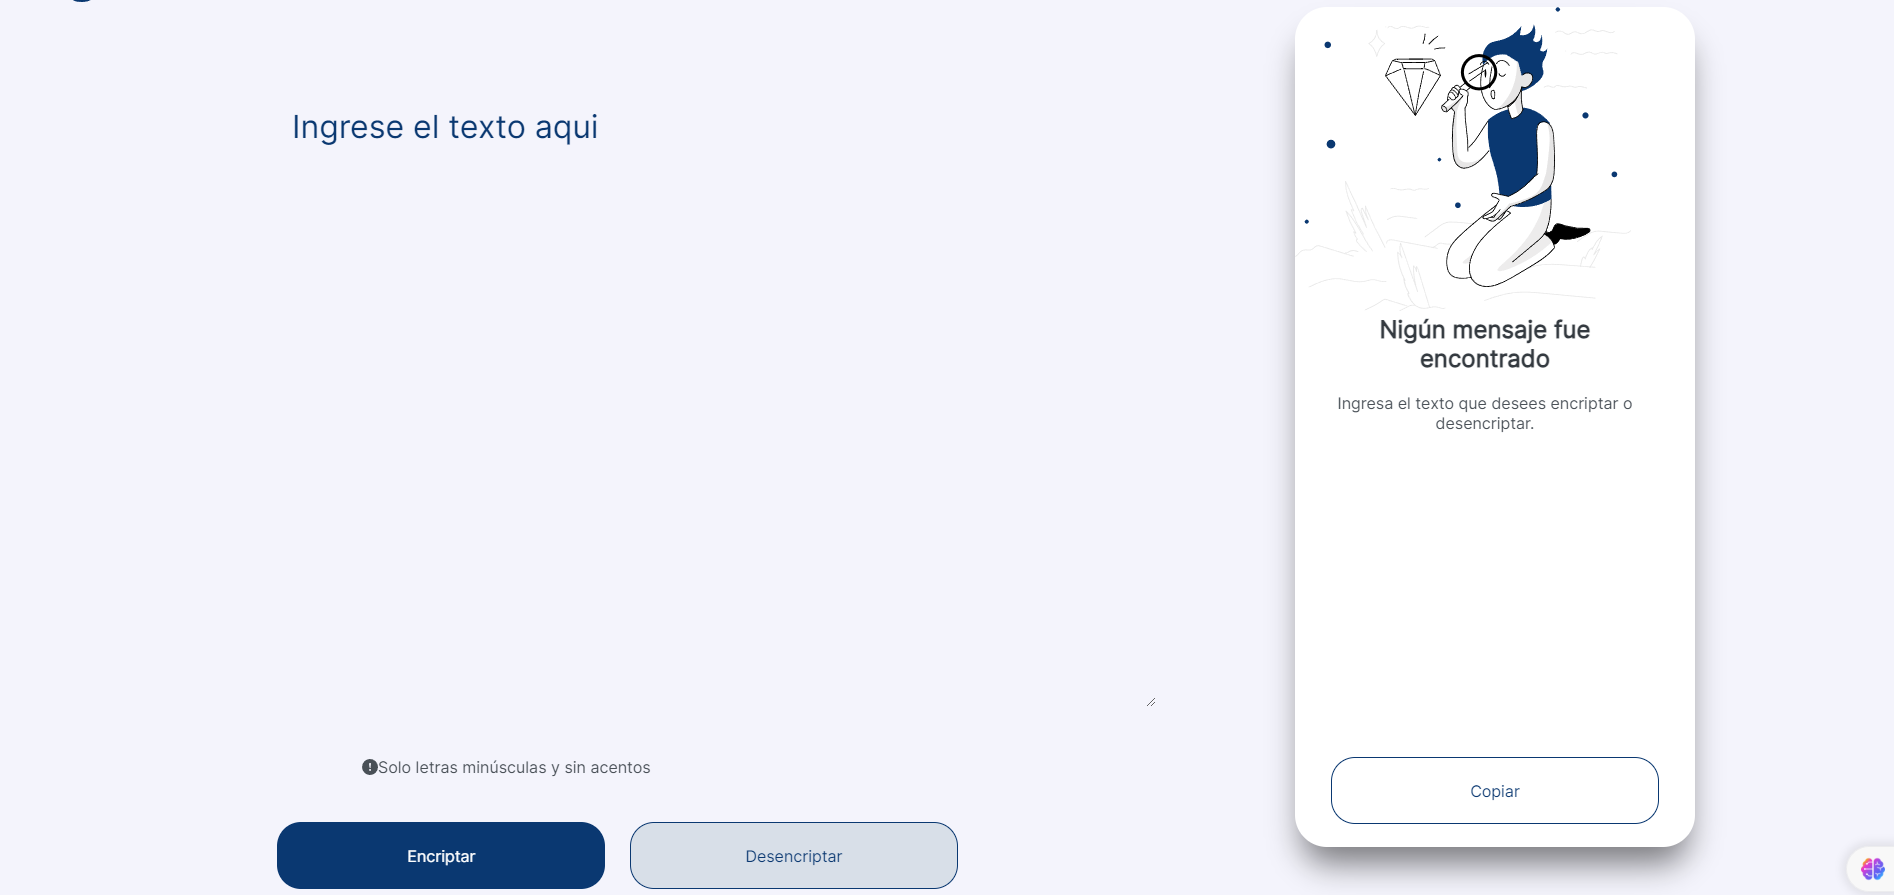 Ingrese el texto aqui
Solo letras minúsculas y sin acentos
Encriptar
Desencriptar
Nigún mensaje fue
encontrado
Ingresa el texto que desees encriptar o
desencriptar.
Copiar